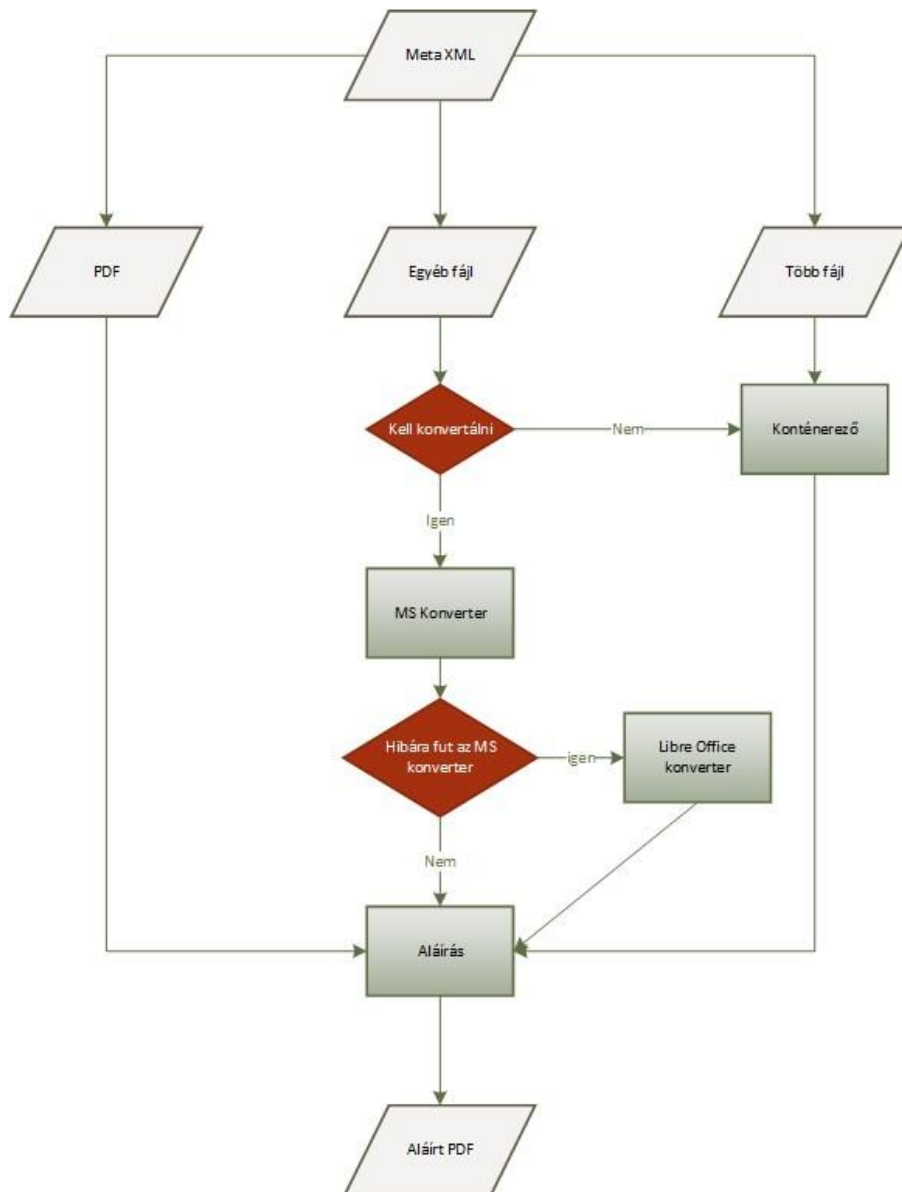 Meta XML
PDF
Egyéb fájl
Több fájl
Kell konvertálni
Nem
Konténerező
Igen
MS Konverter
Hibára fut az MS
konverter
igen
Libre Office
konverter
Nem
Aláírás
Aláírt PDF